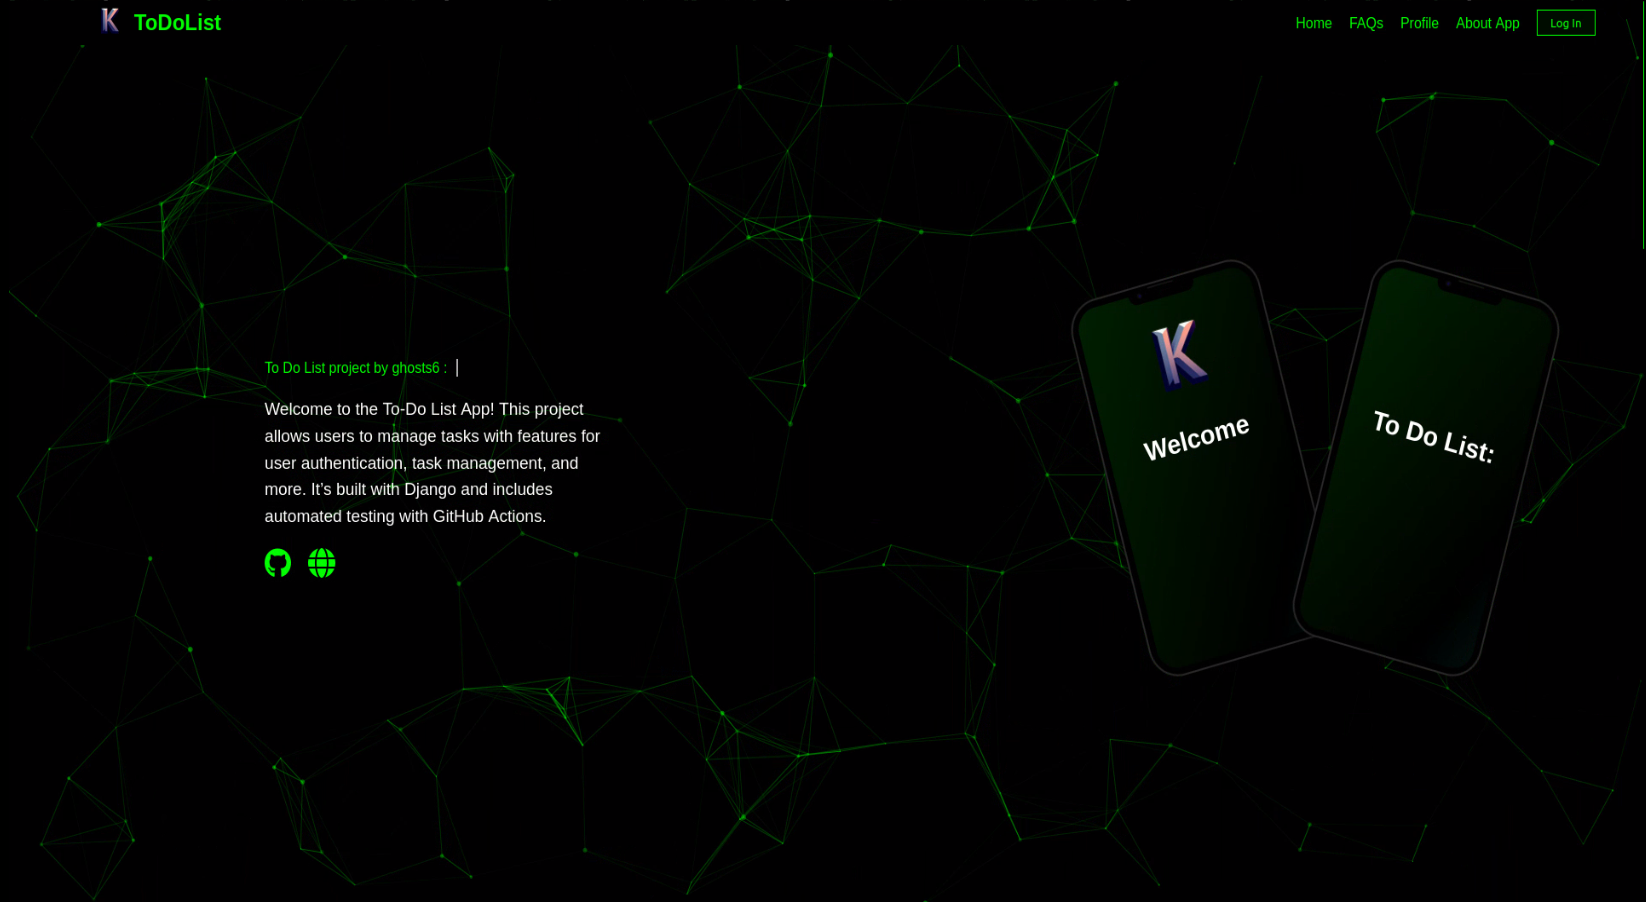 K ToDoList
Home FAQs Profile About App Log In
To Do List project by ghosts6 :
Welcome to the To-Do List App! This project
allows users to manage tasks with features for
user authentication, task management, and
more. It's built with Django and includes
automated testing with GitHub Actions.
K
Welcome
To Do List: